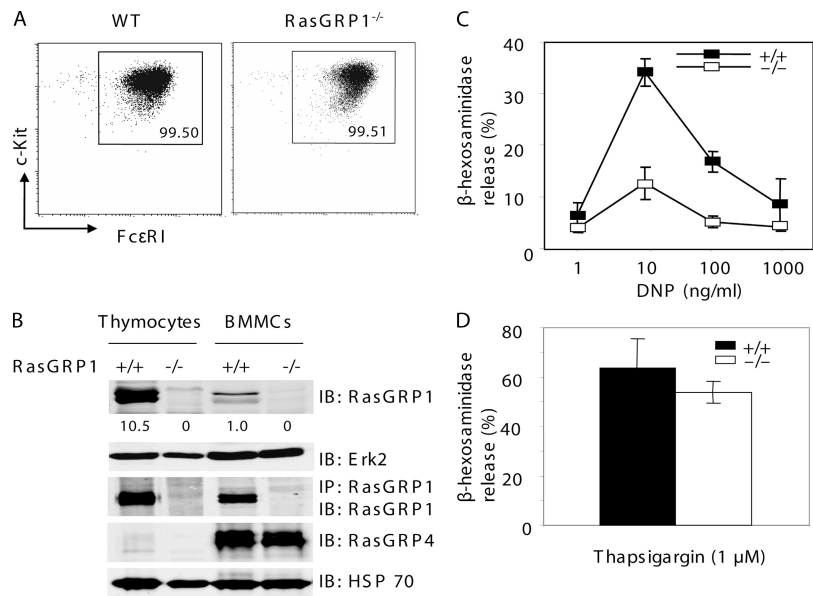 A
WT
RasGRP1-/-
99.50
99.51
c-Kit
FcεRI
B
Thymocytes BMMCs
RasGRP1 +/+ -/- +/+ -/-
IB: RasGRP1
10.5 0 1.0 0
IB: Erk2
IP: RasGRP1
IB: RasGRP1
IB: RasGRP4
IB: HSP 70
C
β-hexosaminidase
release (%)
40
30
20
10
0
+/+
−/−
1 10 100 1000
DNP (ng/ml)
D
β-hexosaminidase
release (%)
80
60
40
20
0
+/+
−/−
Thapsigargin (1 μM)